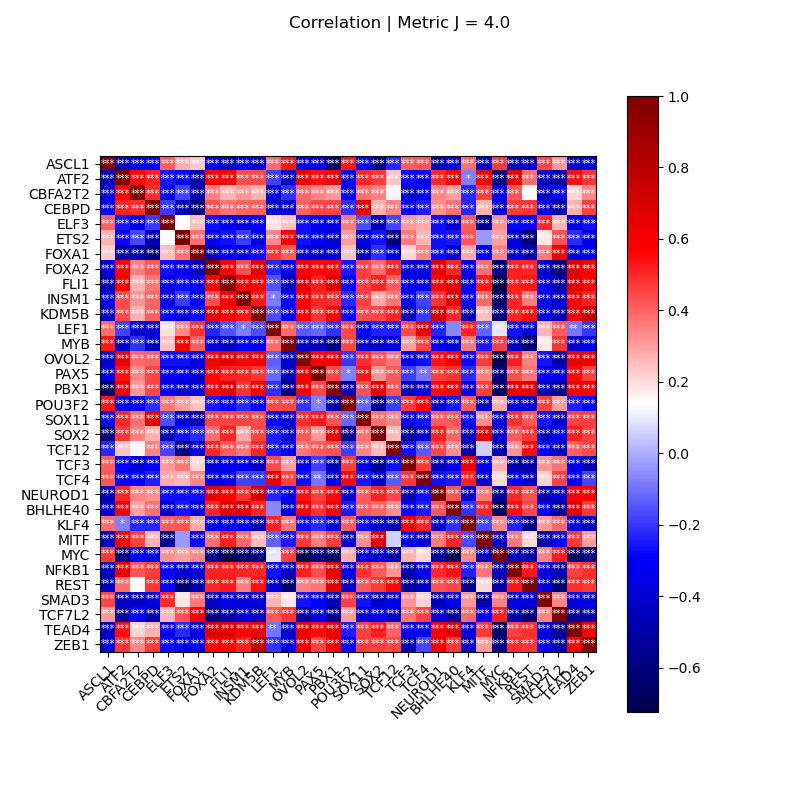 Correlation | Metric J = 4.0
ASCL1
ATF2
CBFA2T2
CEBPD
ELF3
ETS2
FOXA1
FOXA2
FLI1
INSM1
KDM5B
LEF1
MYB
OVOL2
PAX5
PBX1
POU3F2
SOX11
SOX2
TCF12
TCF3
TCF4
NEUROD1
BHLHE40
KLF4
MITF
MYC
NFKB1
REST
SMAD3
TCF7L2
TEAD4
ZEB1
ASCL1
ATF2
CBFA2T2
CEBPD
ELF3
ETS2
FOXA1
FOXA2
FLI1
INSM1
KDM5B
LEF1
MYB
OVOL2
PAX5
PBX1
POU3F2
SOX11
SOX2
TCF12
TCF3
TCF4
NEUROD1
BHLHE40
KLF4
MITF
MYC
NFKB1
REST
SMAD3
TCF7L2
TEAD4
ZEB1
1.0
0.8
0.6
0.4
0.2
0.0
−0.2
−0.4
−0.6